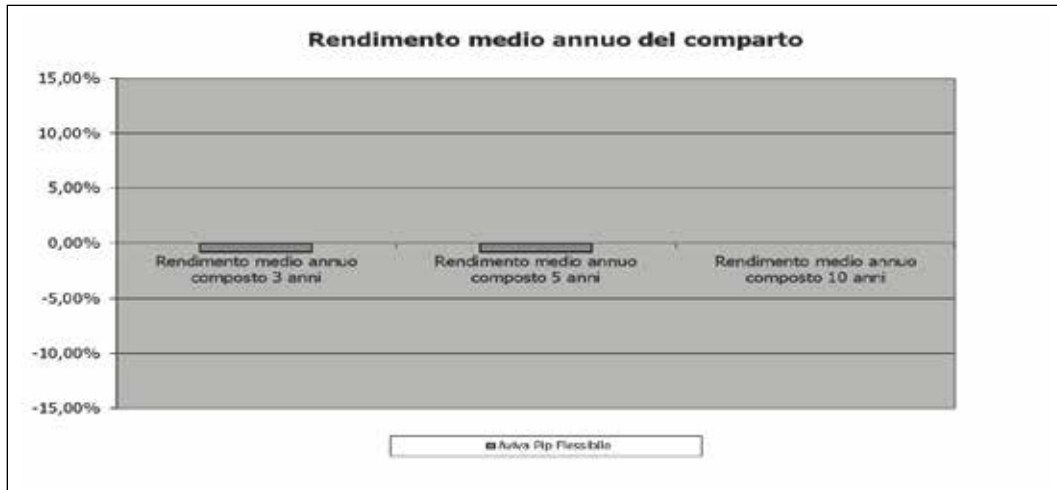 Rendimento medio annuo del comparto
15,00%
10,00%
5,00%
0,00%
Rendimento medio annuo
composto 3 anni
Rendimento medio annuo
composto 5 anni
Rendimento medio annuo
composto 10 anni
-5,00%
-10,00%
-15,00%
Aviva Pip Flessibile